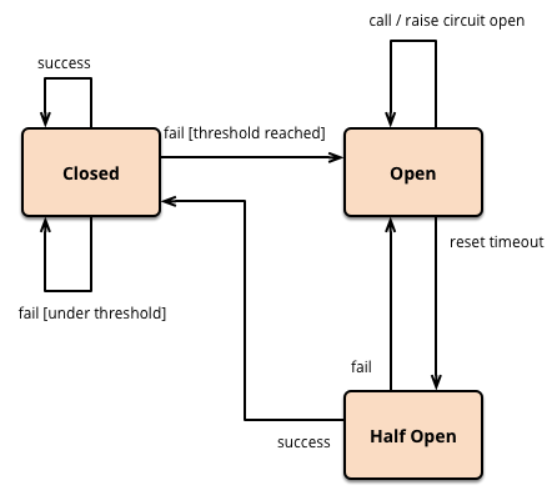 call / raise circuit open
success
fail [threshold reached]
Closed
Open
reset timeout
fail [under threshold]
fail
Half Open
success